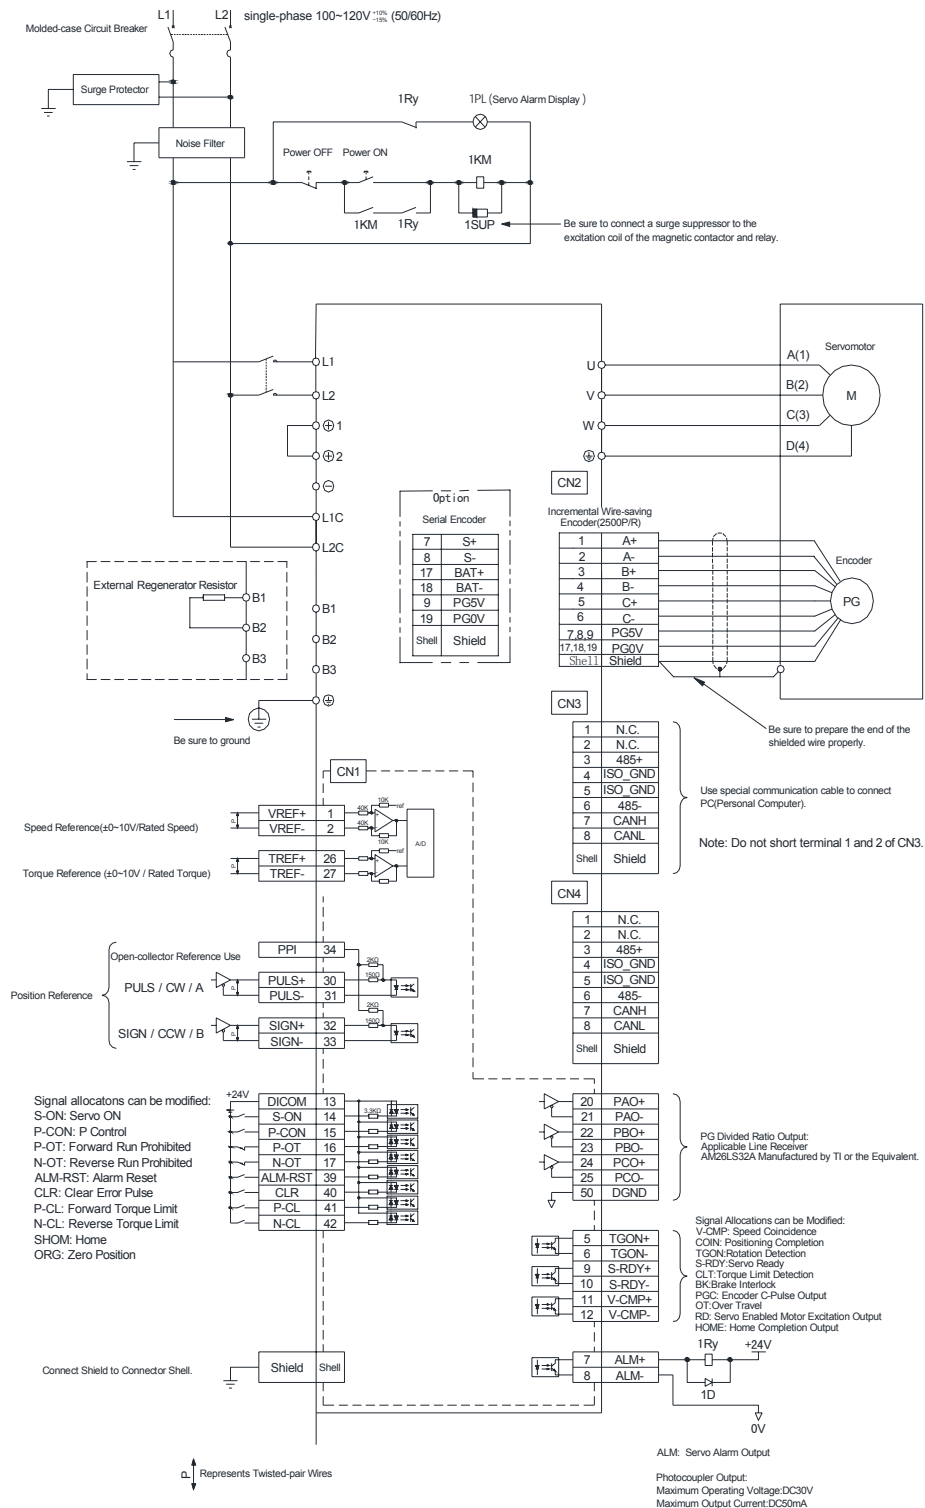 L1 L2 single-phase 100~120V +10% -15% (50/60Hz)
Molded-case Circuit Breaker
Surge Protector
Noise Filter
1Ry 1PL (Servo Alarm Display )
Power OFF Power ON 1KM
1KM 1Ry 1SUP
Be sure to connect a surge suppressor to the
excitation coil of the magnetic contactor and relay.
L1
L2
⊕ 1
⊕ 2
⊖
L1C
L2C
B1
B2
B3
External Regenerator Resistor
B1
B2
B3
Be sure to ground
U
V
W
A(1)
B(2)
C(3)
D(4)
Servomotor
M
Option
Serial Encoder
7 S+
8 S-
17 BAT+
18 BAT-
9 PG5V
19 PG0V
Shell Shield
CN2
Incremental Wire-saving
Encoder(2500P/R)
1 A+
2 A-
3 B+
4 B-
5 C+
6 C-
7,8,9 PG5V
17,18,19 PG0V
Shell Shield
Encoder
PG
Be sure to prepare the end of the
shielded wire properly.
CN3
1 N.C.
2 N.C.
3 485+
4 ISO_GND
5 ISO_GND
6 485-
7 CANH
8 CANL
Shell Shield
Use special communication cable to connect
PC(Personal Computer).
Note: Do not short terminal 1 and 2 of CN3.
CN4
1 N.C.
2 N.C.
3 485+
4 ISO_GND
5 ISO_GND
6 485-
7 CANH
8 CANL
Shell Shield
CN1
Speed Reference(±0~10V/Rated Speed)
P
VREF+ 1
VREF- 2
40K
40K
10K
ref
10K
A/D
Torque Reference (±0~10V / Rated Torque)
P
TREF+ 26
TREF- 27
ref
Position Reference
Open-collector Reference Use
PPI 34
PULS / CW / A
P
PULS+ 30
PULS- 31
2KΩ
150Ω
SIGN / CCW / B
P
SIGN+ 32
SIGN- 33
2KΩ
150Ω
Signal allocatons can be modified:
S-ON: Servo ON
P-CON: P Control
P-OT: Forward Run Prohibited
N-OT: Reverse Run Prohibited
ALM-RST: Alarm Reset
CLR: Clear Error Pulse
P-CL: Forward Torque Limit
N-CL: Reverse Torque Limit
SHOM: Home
ORG: Zero Position
+24V
DICOM 13
S-ON 14
P-CON 15
P-OT 16
N-OT 17
ALM-RST 39
CLR 40
P-CL 41
N-CL 42
3.3KΩ
20 PAO+
21 PAO-
22 PBO+
23 PBO-
24 PCO+
25 PCO-
50 DGND
PG Divided Ratio Output:
Applicable Line Receiver
AM26LS32A Manufactured by TI or the Equivalent.
5 TGON+
6 TGON-
9 S-RDY+
10 S-RDY-
11 V-CMP+
12 V-CMP-
Signal Allocations can be Modified:
V-CMP: Speed Coincidence
COIN: Positioning Completion
TGON:Rotation Detection
S-RDY:Servo Ready
CLT:Torque Limit Detection
BK:Brake Interlock
PGC: Encoder C-Pulse Output
OT:Over Travel
RD: Servo Enabled Motor Excitation Output
HOME: Home Completion Output
7 ALM+
8 ALM-
1Ry +24V
1D
0V
Connect Shield to Connector Shell.
Shield Shell
ALM: Servo Alarm Output
P Represents Twisted-pair Wires
Photocoupler Output:
Maximum Operating Voltage:DC30V
Maximum Output Current:DC50mA